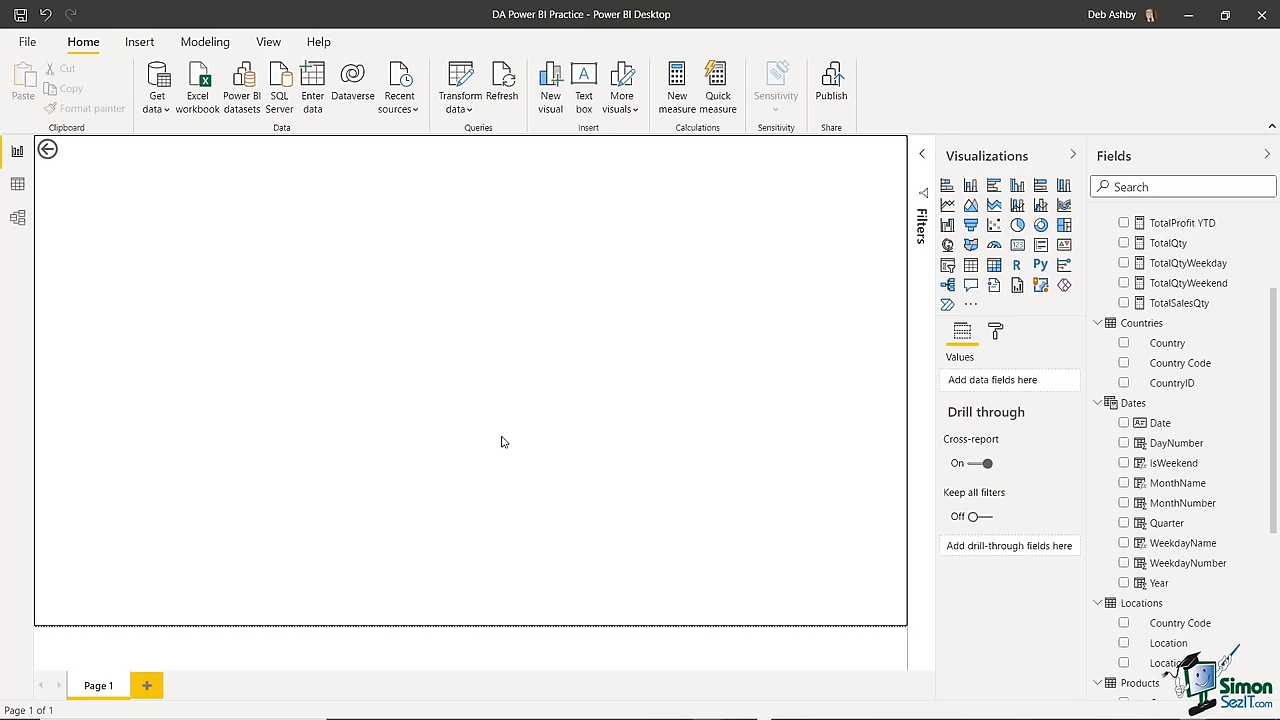 DA Power BI Practice - Power BI Desktop
Deb Ashby
File Home Insert Modeling View Help
Paste
Cut
Copy
Format painter
Clipboard
Get data
Excel workbook
Power BI datasets
SQL Server
Enter data
Dataverse
Recent sources
Data
Transform data
Refresh
Queries
New visual
Text box
More visuals
Insert
New measure
Quick measure
Calculations
Sensitivity
Sensitivity
Publish
Share
Filters
Visualizations
123
R
Py
Values
Add data fields here
Drill through
Cross-report
On
Keep all filters
Off
Add drill-through fields here
Fields
Search
TotalProfit YTD
TotalQty
TotalQtyWeekday
TotalQtyWeekend
TotalSalesQty
Countries
Country
Country Code
CountryID
Dates
Date
DayNumber
IsWeekend
MonthName
MonthNumber
Quarter
WeekdayName
WeekdayNumber
Year
Locations
Country Code
Location
Products
Page 1
Page 1 of 1
Simon
SezIT.com